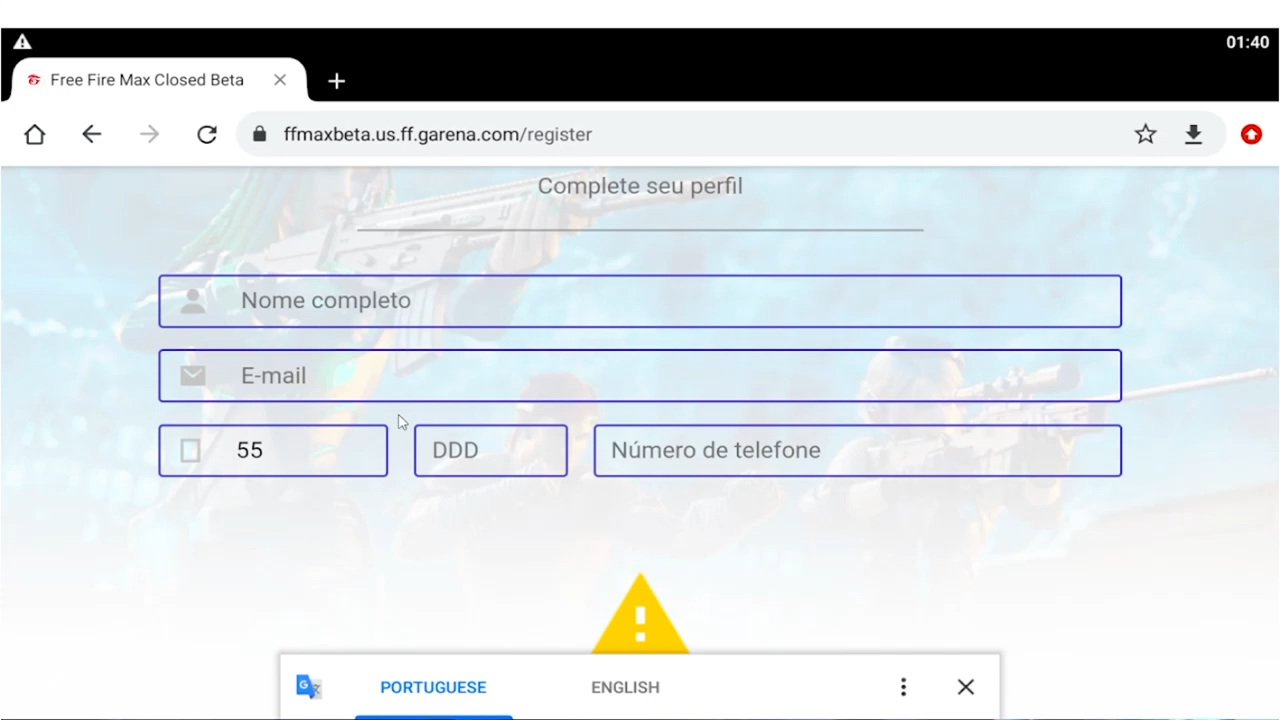 01:40
Free Fire Max Closed Beta
ffmaxbeta.us.ff.garena.com/register
Complete seu perfil
Nome completo
E-mail
55 DDD Número de telefone
PORTUGUESE ENGLISH